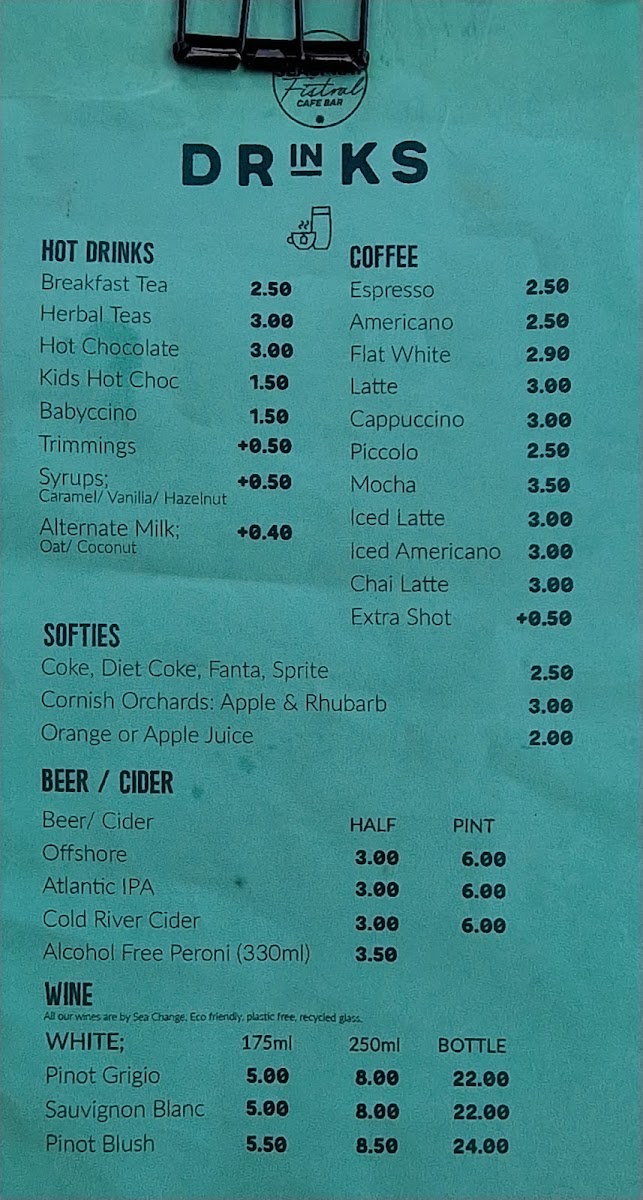 Fistral
CAFE BAR
DRINKS
HOT DRINKS
Breakfast Tea 2.50
Herbal Teas 3.00
Hot Chocolate 3.00
Kids Hot Choc 1.50
Babyccino 1.50
Trimmings +0.50
Syrups; +0.50
Caramel/ Vanilla/ Hazelnut
Alternate Milk; +0.40
Oat/ Coconut
COFFEE
Espresso 2.50
Americano 2.50
Flat White 2.90
Latte 3.00
Cappuccino 3.00
Piccolo 2.50
Mocha 3.50
Iced Latte 3.00
Iced Americano 3.00
Chai Latte 3.00
Extra Shot +0.50
SOFTIES
Coke, Diet Coke, Fanta, Sprite 2.50
Cornish Orchards: Apple & Rhubarb 3.00
Orange or Apple Juice 2.00
BEER / CIDER
Beer/ Cider HALF PINT
Offshore 3.00 6.00
Atlantic IPA 3.00 6.00
Cold River Cider 3.00 6.00
Alcohol Free Peroni (330ml) 3.50
WINE
All our wines are by Sea Change, Eco friendly, plastic free, recycled glass.
WHITE; 175ml 250ml BOTTLE
Pinot Grigio 5.00 8.00 22.00
Sauvignon Blanc 5.00 8.00 22.00
Pinot Blush 5.50 8.50 24.00